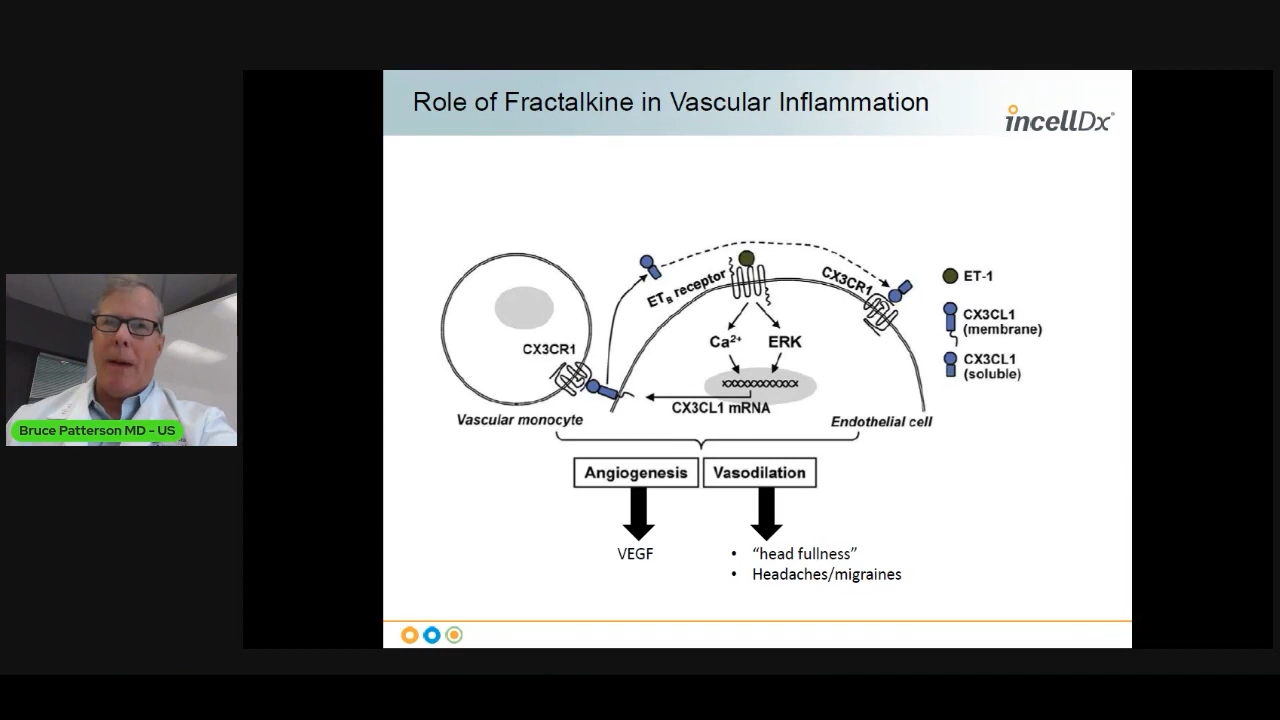 Role of Fractalkine in Vascular Inflammation
incellDx
ET-1
CX3CL1
(membrane)
CX3CL1
(soluble)
ETB receptor
CX3CR1
Ca2+
ERK
CX3CR1
CX3CL1 mRNA
Vascular monocyte
Endothelial cell
Angiogenesis
Vasodilation
VEGF
• “head fullness”
• Headaches/migraines
Bruce Patterson MD - US